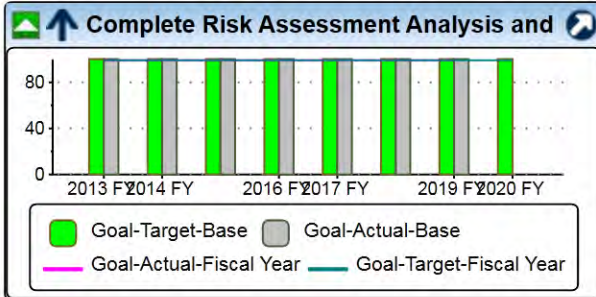 Complete Risk Assessment Analysis and
80
40
0
2013 FY 2014 FY 2016 FY 2017 FY 2019 FY 2020 FY
Goal-Target-Base Goal-Actual-Base
Goal-Actual-Fiscal Year Goal-Target-Fiscal Year